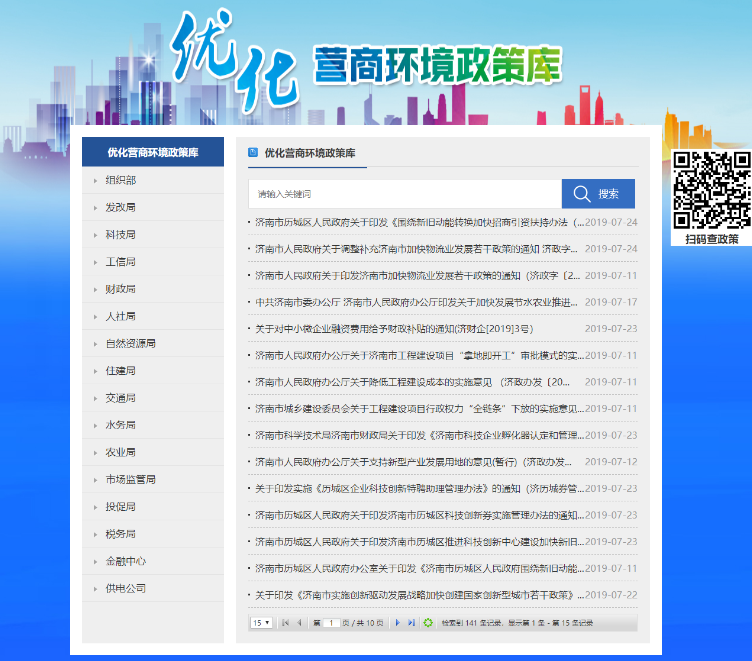 优化
营商环境政策库
优化营商环境政策库
组织部
发改局
科技局
工信局
财政局
人社局
自然资源局
住建局
交通局
水务局
农业局
市场监管局
投促局
税务局
金融中心
供电公司
优化营商环境政策库
请输入关键词
搜索
济南市历城区人民政府关于印发《围绕新旧动能转换加快招商引资扶持办法（... 2019-07-24
济南市人民政府关于调整补充济南市加快物流业发展若干政策的通知 济政字... 2019-07-24
济南市人民政府关于印发济南市加快物流业发展若干政策的通知（济政字〔2... 2019-07-11
中共济南市委办公厅 济南市人民政府办公厅印发关于加快发展节水农业推进... 2019-07-17
关于对中小微企业融资费用给予财政补贴的通知(济财企[2019]3号) 2019-07-23
济南市人民政府办公厅关于济南市工程建设项目“拿地即开工”审批模式的实... 2019-07-11
济南市人民政府办公厅关于降低工程建设成本的实施意见 （济政办发〔20... 2019-07-11
济南市城乡建设委员会关于工程建设项目行政权力“全链条”下放的实施意见... 2019-07-11
济南市科学技术局济南市财政局关于印发《济南市科技企业孵化器认定和管理... 2019-07-23
济南市人民政府办公厅关于支持新型产业发展用地的意见(暂行)（济政办发... 2019-07-12
关于印发实施《历城区企业科技创新特聘助理管理办法》的通知（济历城券管... 2019-07-23
济南市历城区人民政府关于印发济南市历城区科技创新券实施管理办法的通知... 2019-07-23
济南市历城区人民政府关于印发济南市历城区推进科技创新中心建设加快新旧... 2019-07-23
济南市历城区人民政府办公室关于印发《济南市历城区人民政府围绕新旧动能... 2019-07-11
关于印发《济南市实施创新驱动发展战略加快创建国家创新型城市若干政策》... 2019-07-22
15 第 1 页 / 共 10 页 检索到 141 条记录，显示第 1 条 - 第 15 条记录
扫码查政策